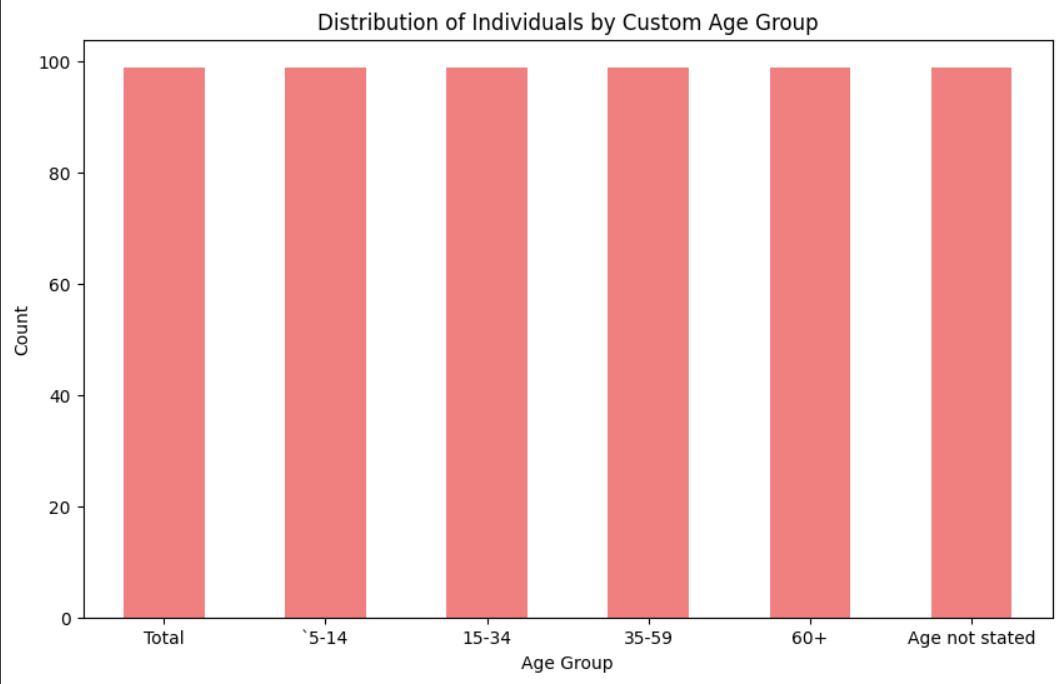 Distribution of Individuals by Custom Age Group
100
80
60
40
20
0
Count
Total `5-14 15-34 35-59 60+ Age not stated
Age Group